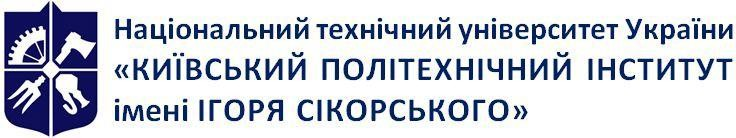 Національний технічний університет України
«КИЇВСЬКИЙ ПОЛІТЕХНІЧНИЙ ІНСТИТУТ
імені ІГОРЯ СІКОРСЬКОГО»